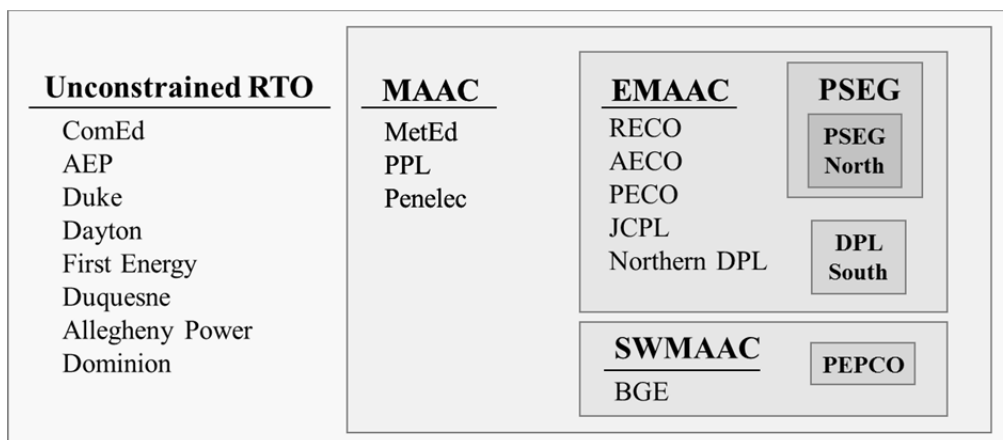 Unconstrained RTO
ComEd
AEP
Duke
Dayton
First Energy
Duquesne
Allegheny Power
Dominion
MAAC
MetEd
PPL
Penelec
EMAAC
RECO
AECO
PECO
JCPL
Northern DPL
PSEG
PSEG
North
DPL
South
SWMAAC
BGE
PEPCO